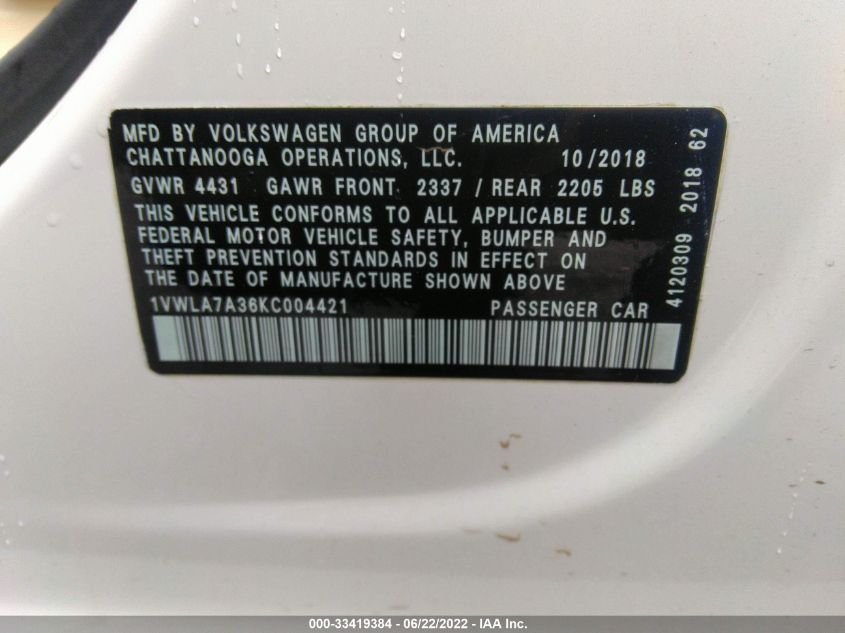 MFD BY VOLKSWAGEN GROUP OF AMERICA
CHATTANOOGA OPERATIONS, LLC. 10/2018
GVWR 4431 GAWR FRONT 2337 / REAR 2205 LBS
THIS VEHICLE CONFORMS TO ALL APPLICABLE U.S.
FEDERAL MOTOR VEHICLE SAFETY, BUMPER AND
THEFT PREVENTION STANDARDS IN EFFECT ON
THE DATE OF MANUFACTURE SHOWN ABOVE
1VWLA7A36KC004421 PASSENGER CAR
4120309 2018 62
000-33419384 - 06/22/2022 - IAA Inc.